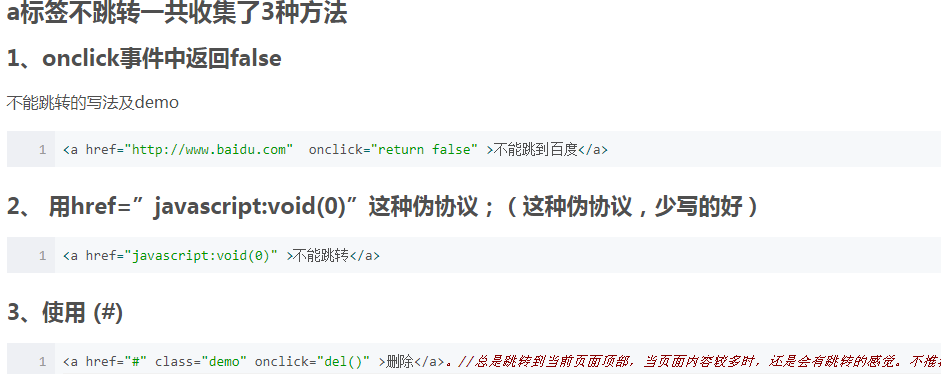 a标签不跳转一共收集了3种方法
1、onclick事件中返回false
不能跳转的写法及demo
1 <a href="http://www.baidu.com"  onclick="return false" >不能跳到百度</a>
2、 用href=”javascript:void(0)”这种伪协议；（这种伪协议，少写的好）
1 <a href="javascript:void(0)" >不能跳转</a>
3、使用 (#)
1 <a href="#" class="demo" onclick="del()" >删除</a>。//总是跳转到当前页面顶部，当页面内容较多时，还是会有跳转的感觉。不推